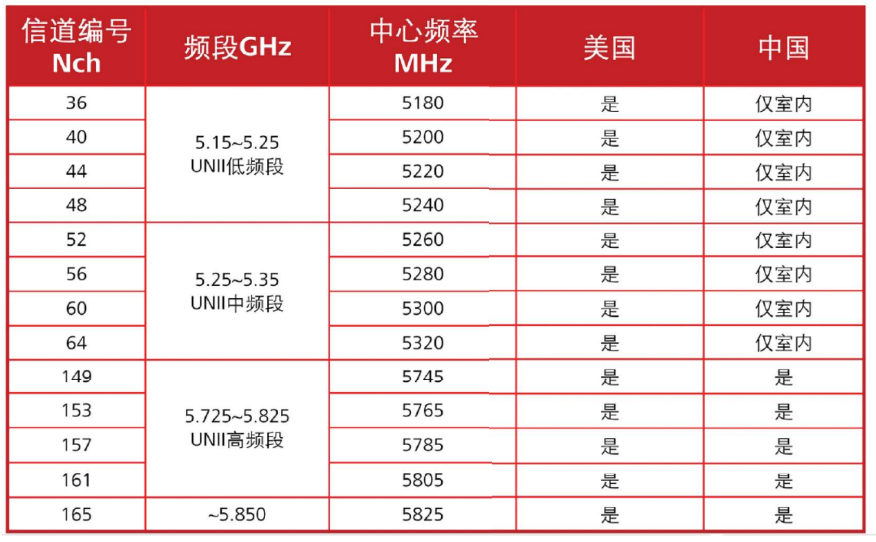 信道编号 Nch 频段GHz 中心频率 MHz 美国 中国
36 5.15~5.25 UNII低频段 5180 是 仅室内
40 5200 是 仅室内
44 5220 是 仅室内
48 5240 是 仅室内
52 5.25~5.35 UNII中频段 5260 是 仅室内
56 5280 是 仅室内
60 5300 是 仅室内
64 5320 是 仅室内
149 5.725~5.825 UNII高频段 5745 是 是
153 5765 是 是
157 5785 是 是
161 5805 是 是
165 ~5.850 5825 是 是